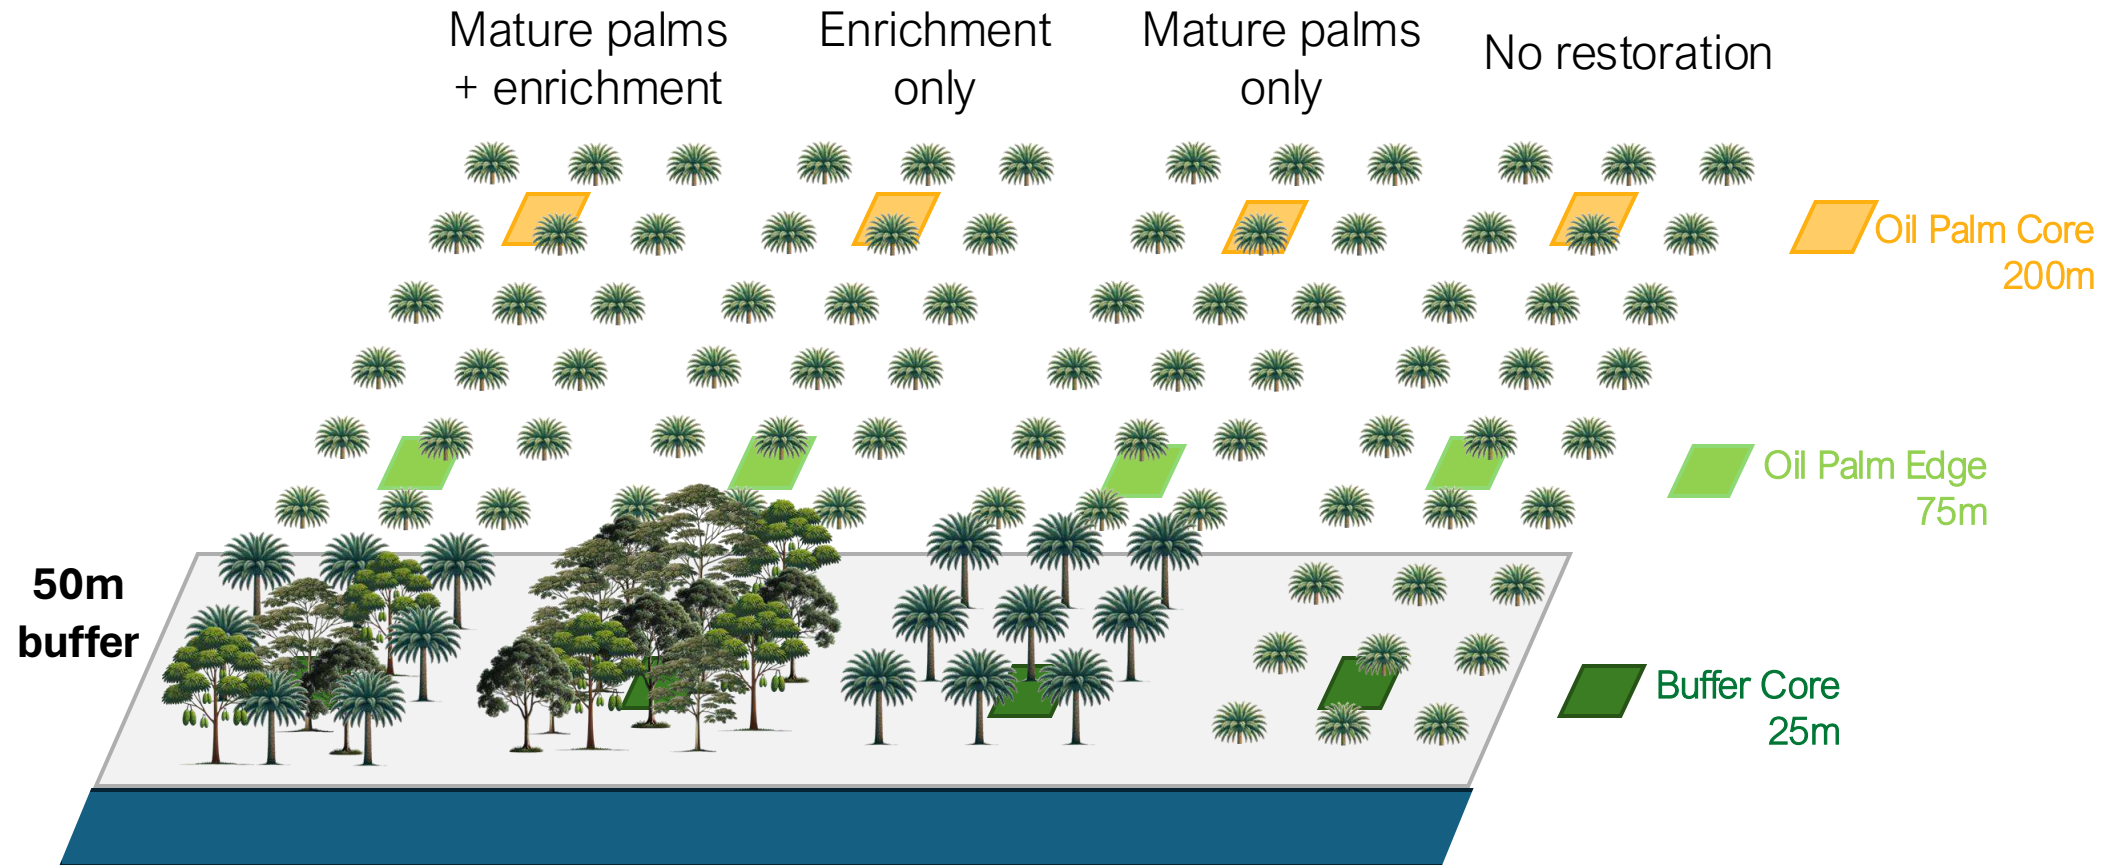 Mature palms
+ enrichment
Enrichment
only
Mature palms
only
No restoration
Oil Palm Core
200m
Oil Palm Edge
75m
50m
buffer
Buffer Core
25m